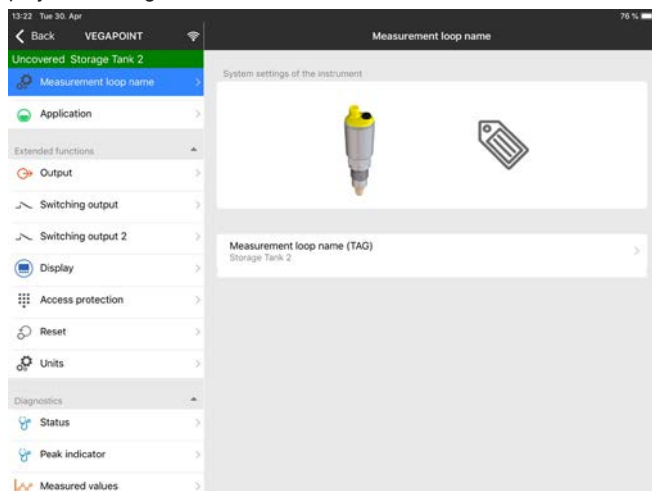 13:22 Tue 30. Apr
76 %
Back
VEGAPOINT
Measurement loop name
Uncovered Storage Tank 2
Measurement loop name
Application
Extended functions
Output
Switching output
Switching output 2
Display
Access protection
Reset
Units
Diagnostics
Status
Peak indicator
Measured values
System settings of the instrument
Measurement loop name (TAG)
Storage Tank 2